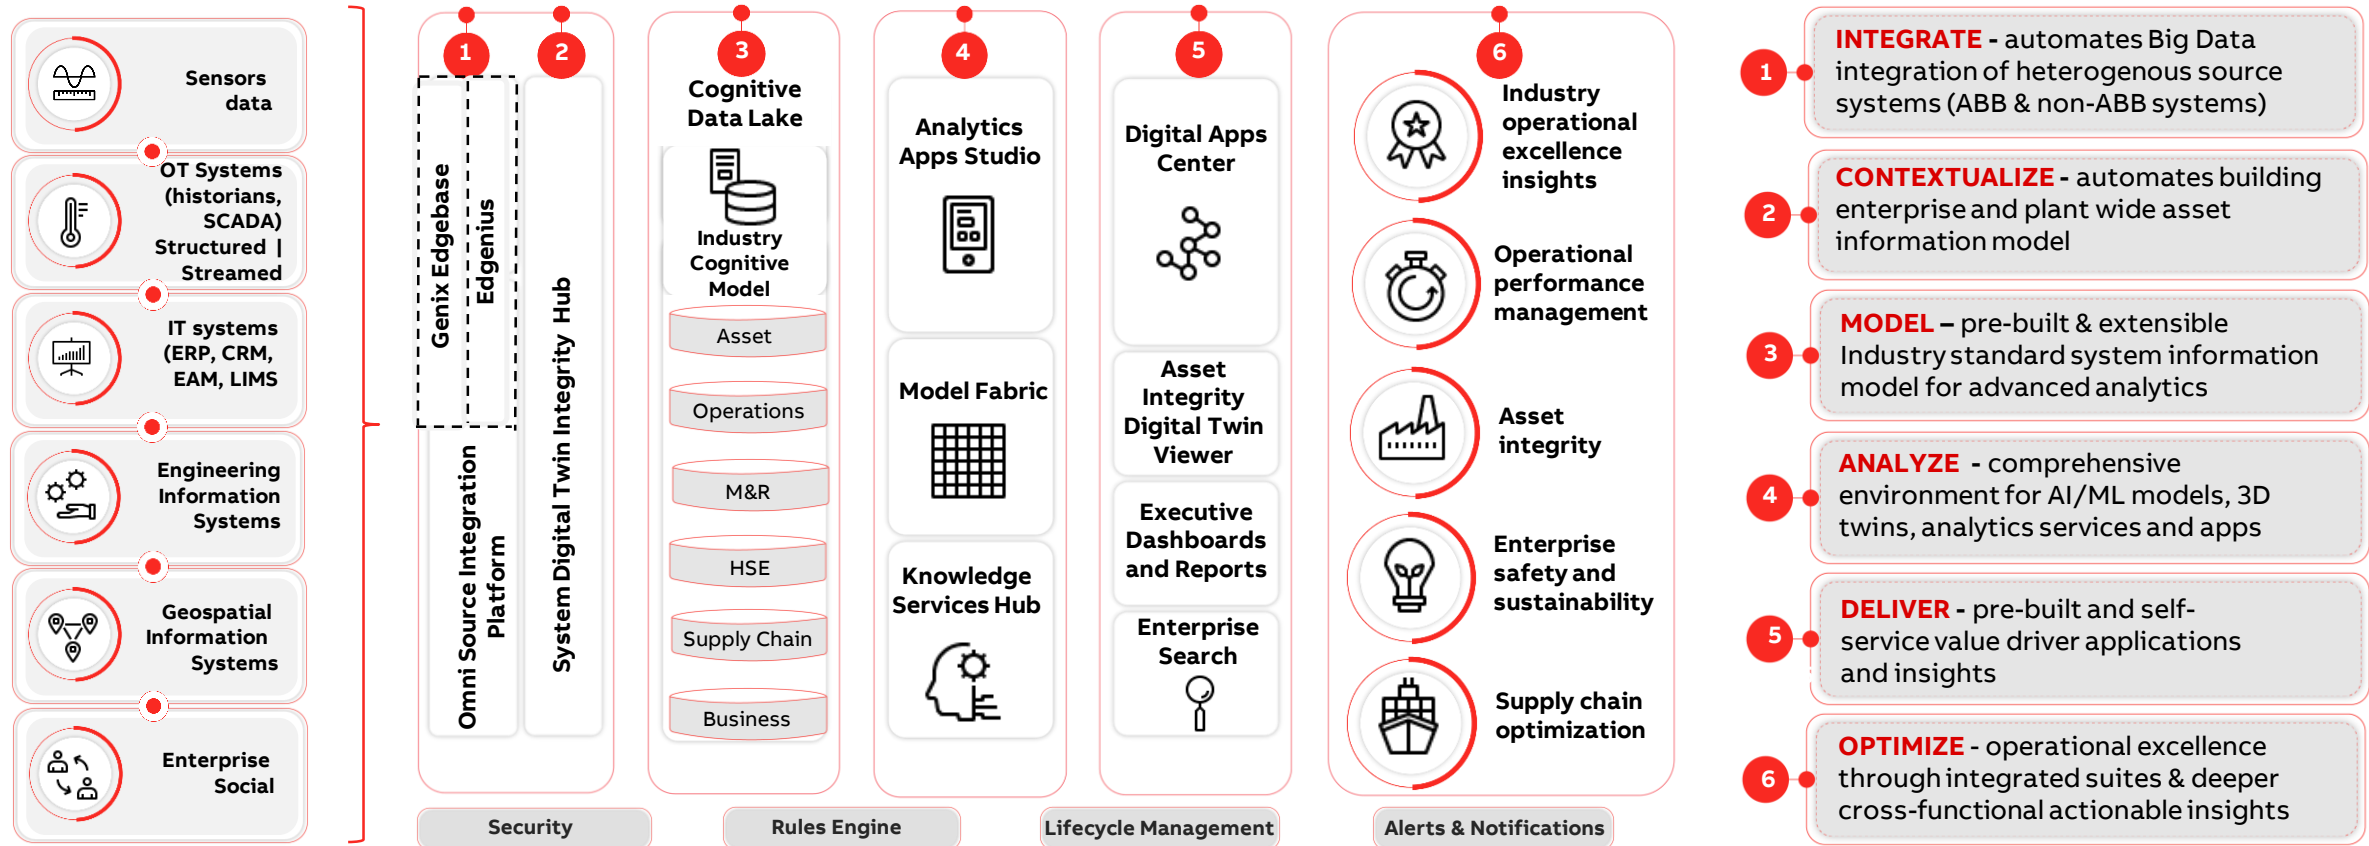 Sensors
data
OT Systems
(historians,
SCADA)
Structured |
Streamed
IT systems
(ERP, CRM,
EAM, LIMS
Engineering
Information
Systems
Geospatial
Information
Systems
Enterprise
Social
1
Genix Edgebase
Edgenius
Omni Source Integration
Platform
2
System Digital Twin Integrity Hub
3
Cognitive
Data Lake
Industry
Cognitive
Model
Asset
Operations
M&R
HSE
Supply Chain
Business
4
Analytics
Apps Studio
Model Fabric
Knowledge
Services Hub
5
Digital Apps
Center
Asset
Integrity
Digital Twin
Viewer
Executive
Dashboards
and Reports
Enterprise
Search
6
Industry
operational
excellence
insights
Operational
performance
management
Asset
integrity
Enterprise
safety and
sustainability
Supply chain
optimization
Security
Rules Engine
Lifecycle Management
Alerts & Notifications
1
INTEGRATE - automates Big Data
integration of heterogenous source
systems (ABB & non-ABB systems)
2
CONTEXTUALIZE - automates building
enterprise and plant wide asset
information model
3
MODEL – pre-built & extensible
Industry standard system information
model for advanced analytics
4
ANALYZE - comprehensive
environment for AI/ML models, 3D
twins, analytics services and apps
5
DELIVER - pre-built and self-
service value driver applications
and insights
6
OPTIMIZE - operational excellence
through integrated suites & deeper
cross-functional actionable insights